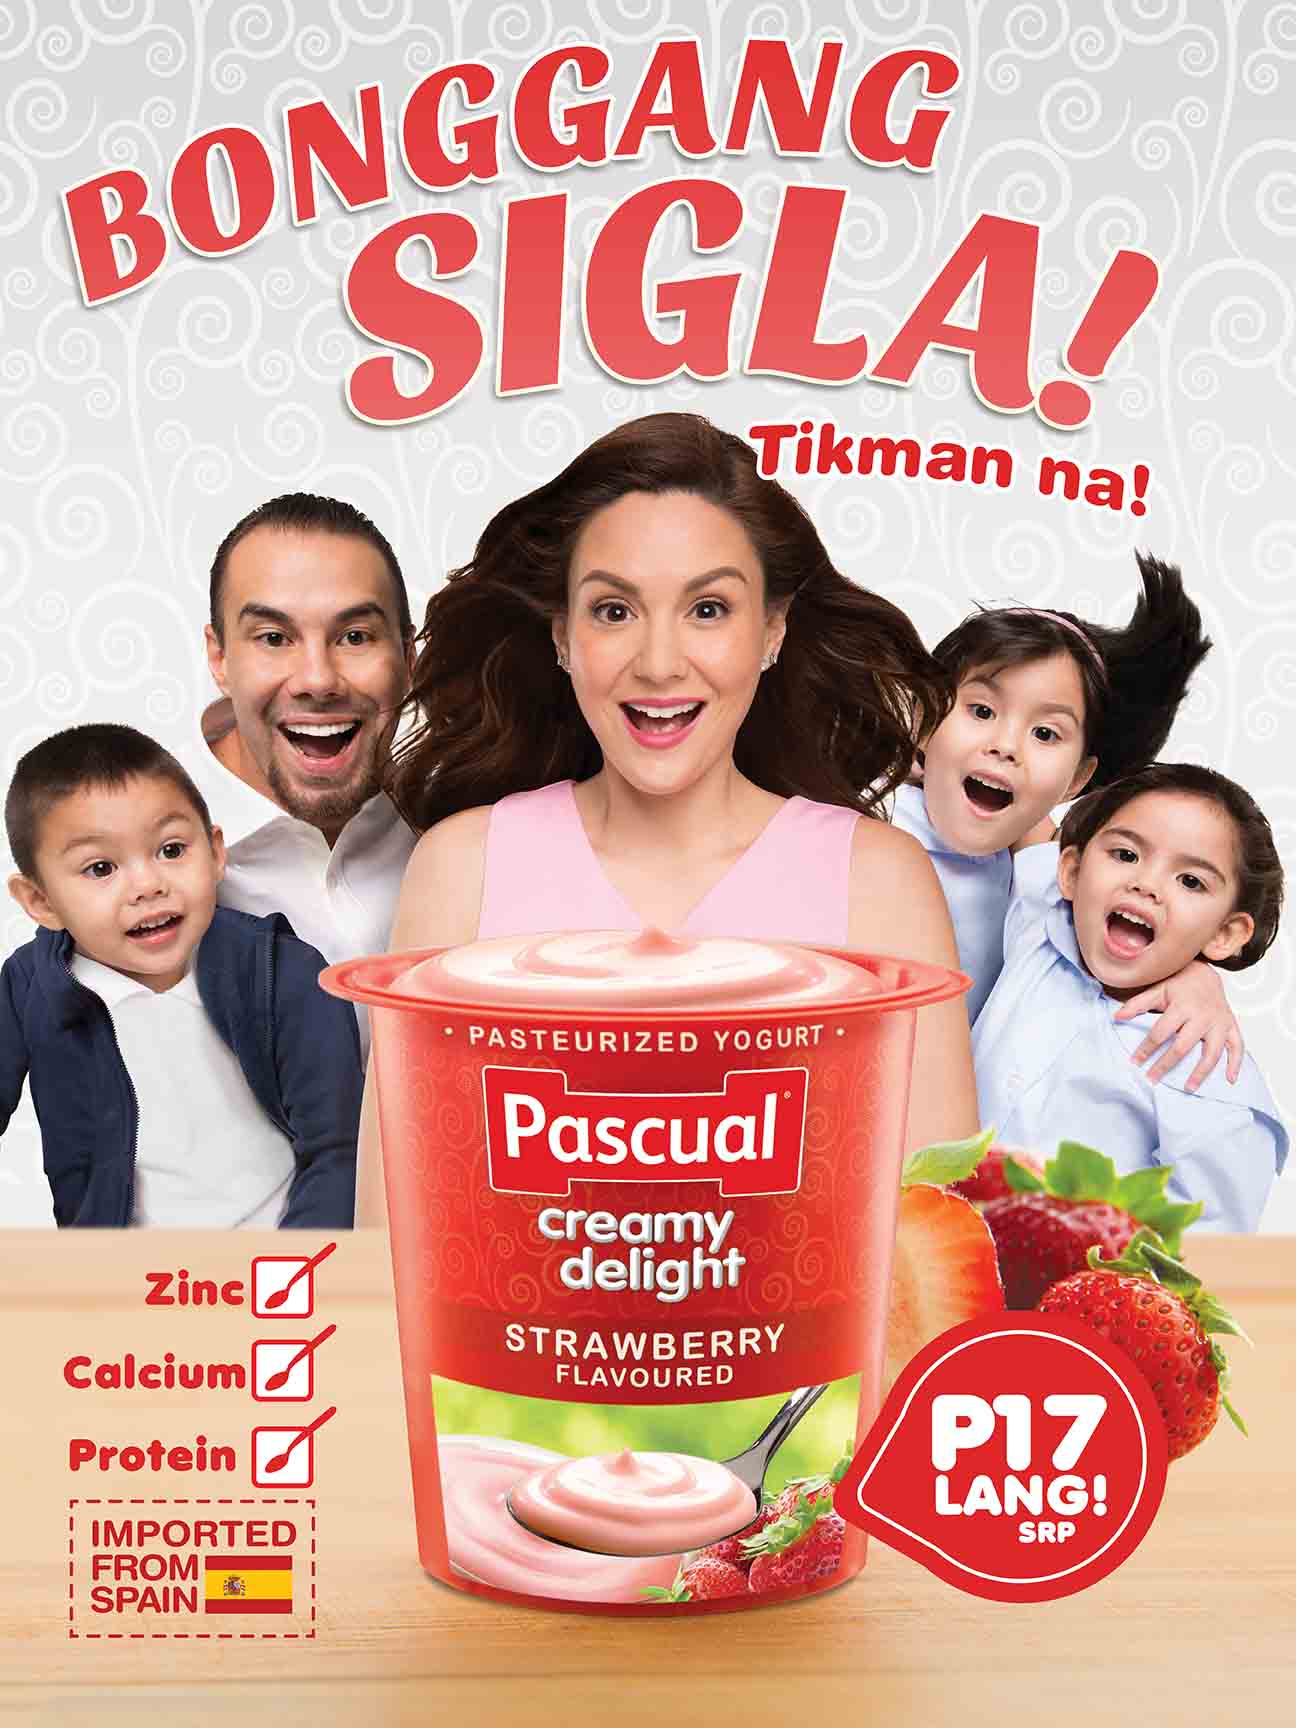 BONGGANG
SIGLA!
Tikman na!
• PASTEURIZED YOGURT •
Pascual®
creamy
delight
STRAWBERRY
FLAVOURED
Zinc
Calcium
Protein
IMPORTED
FROM
SPAIN
P17
LANG!
SRP